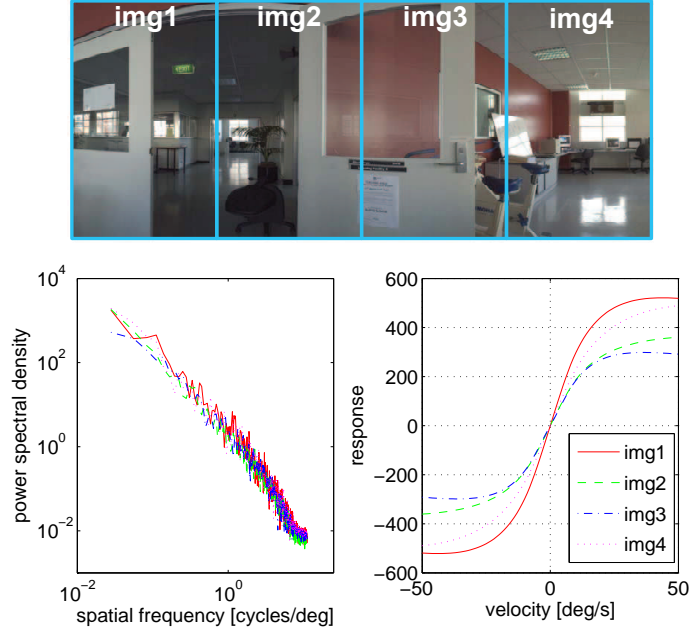 img1 img2 img3 img4
EXIT
10^4
10^2
10^0
10^−2
10^−2 10^0
power spectral density
spatial frequency [cycles/deg]
600
400
200
0
−200
−400
−600
−50 0 50
response
velocity [deg/s]
img1
img2
img3
img4